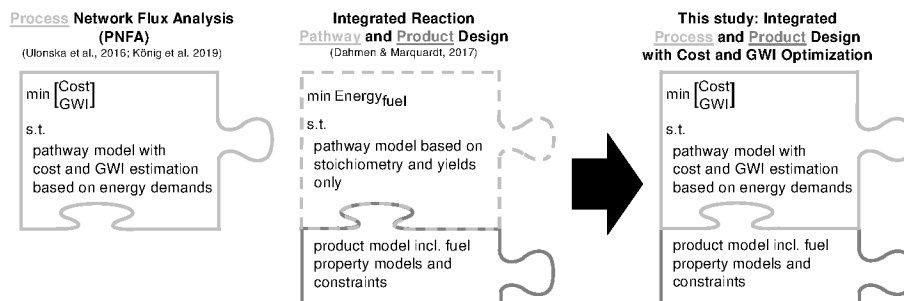 Process Network Flux Analysis
(PNFA)
(Ulonska et al., 2016; König et al. 2019)
min [Cost
GWI]
s.t.
pathway model with
cost and GWI estimation
based on energy demands
Integrated Reaction
Pathway and Product Design
(Dahmen & Marquardt, 2017)
min Energy_fuel
s.t.
pathway model based on
stoichiometry and yields
only
product model incl. fuel
property models and
constraints
This study: Integrated
Process and Product Design
with Cost and GWI Optimization
min [Cost
GWI]
s.t.
pathway model with
cost and GWI estimation
based on energy demands
product model incl. fuel
property models and
constraints